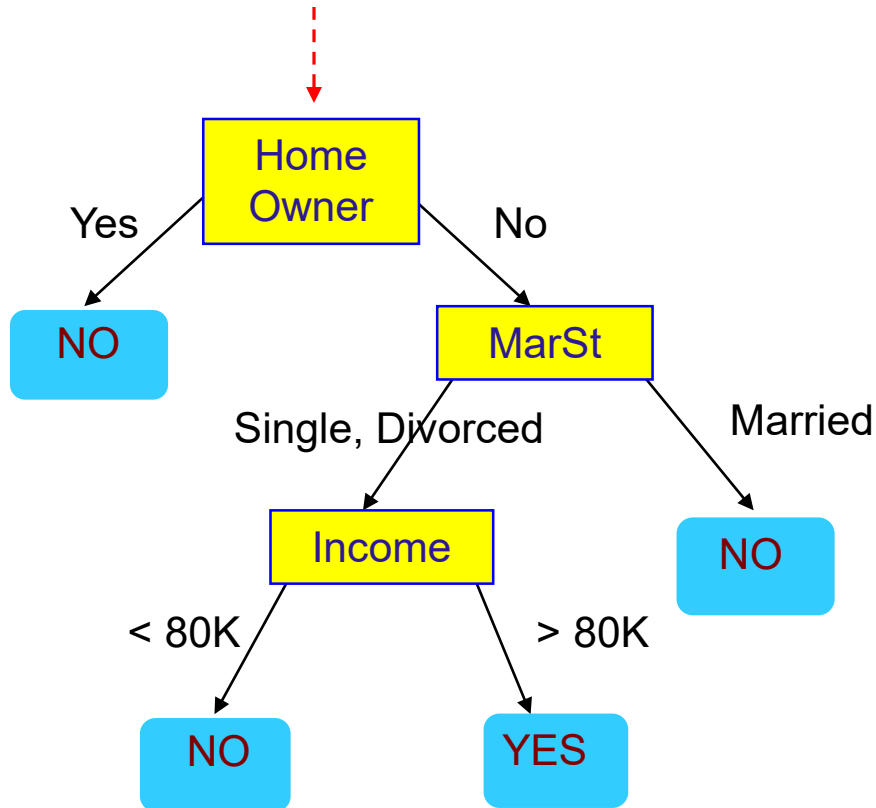 Home
Owner
Yes
No
NO
MarSt
Single, Divorced
Married
Income
NO
< 80K
> 80K
NO
YES